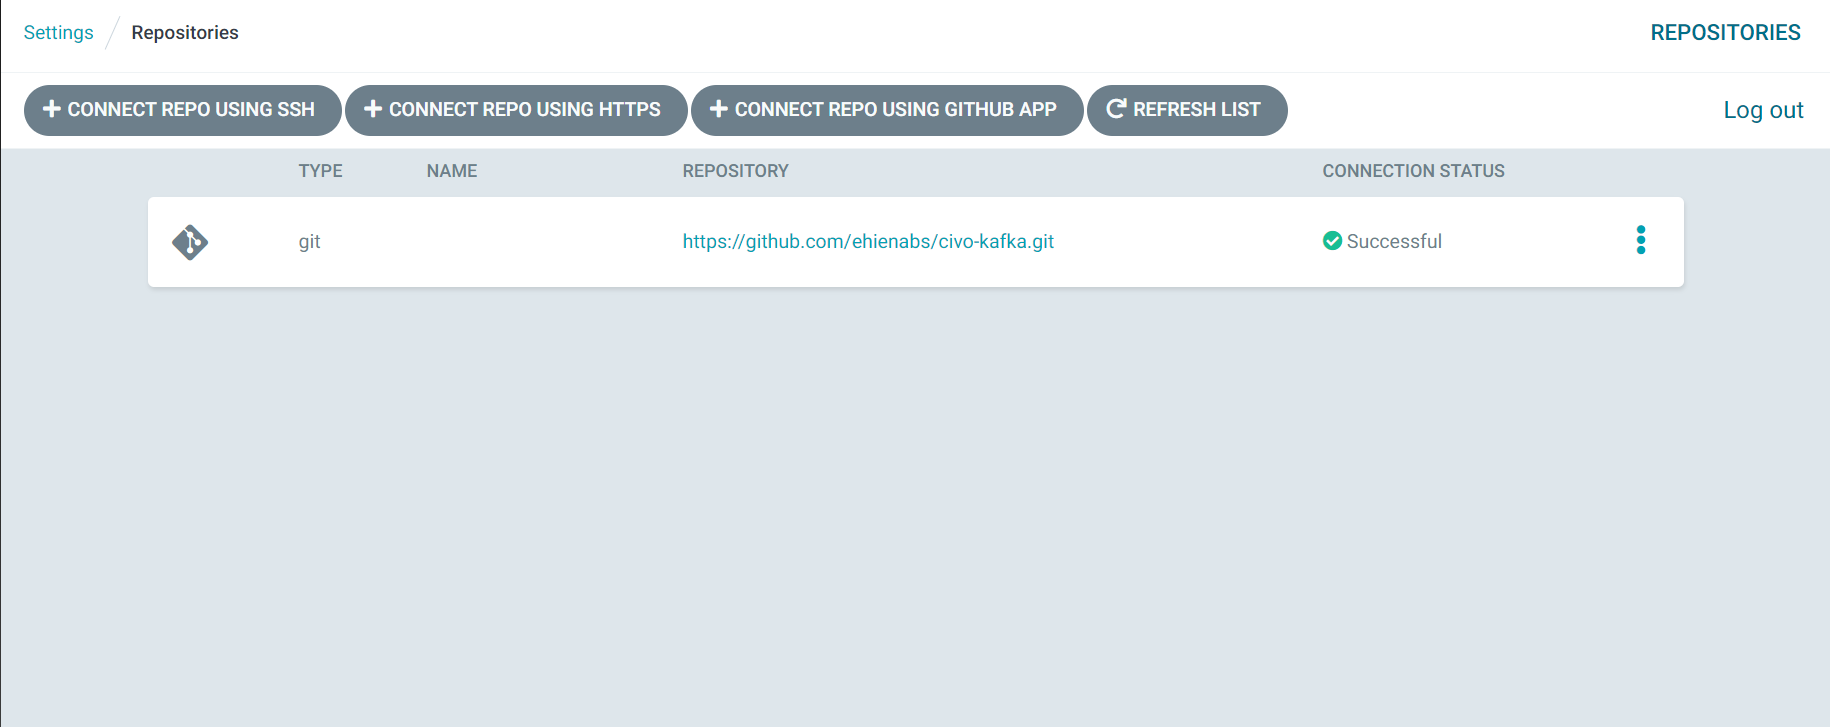 Settings / Repositories
REPOSITORIES
CONNECT REPO USING SSH
CONNECT REPO USING HTTPS
CONNECT REPO USING GITHUB APP
REFRESH LIST
Log out
TYPE NAME REPOSITORY CONNECTION STATUS
git https://github.com/ehienabs/civo-kafka.git Successful